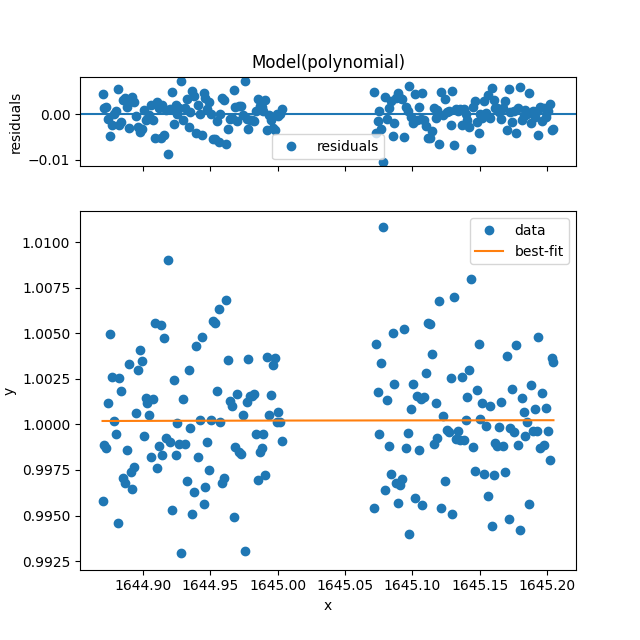 Model(polynomial)
residuals
0.00
−0.01
residuals
1.0100
1.0075
1.0050
1.0025
1.0000
0.9975
0.9950
0.9925
y
data
best-fit
1644.90 1644.95 1645.00 1645.05 1645.10 1645.15 1645.20
x